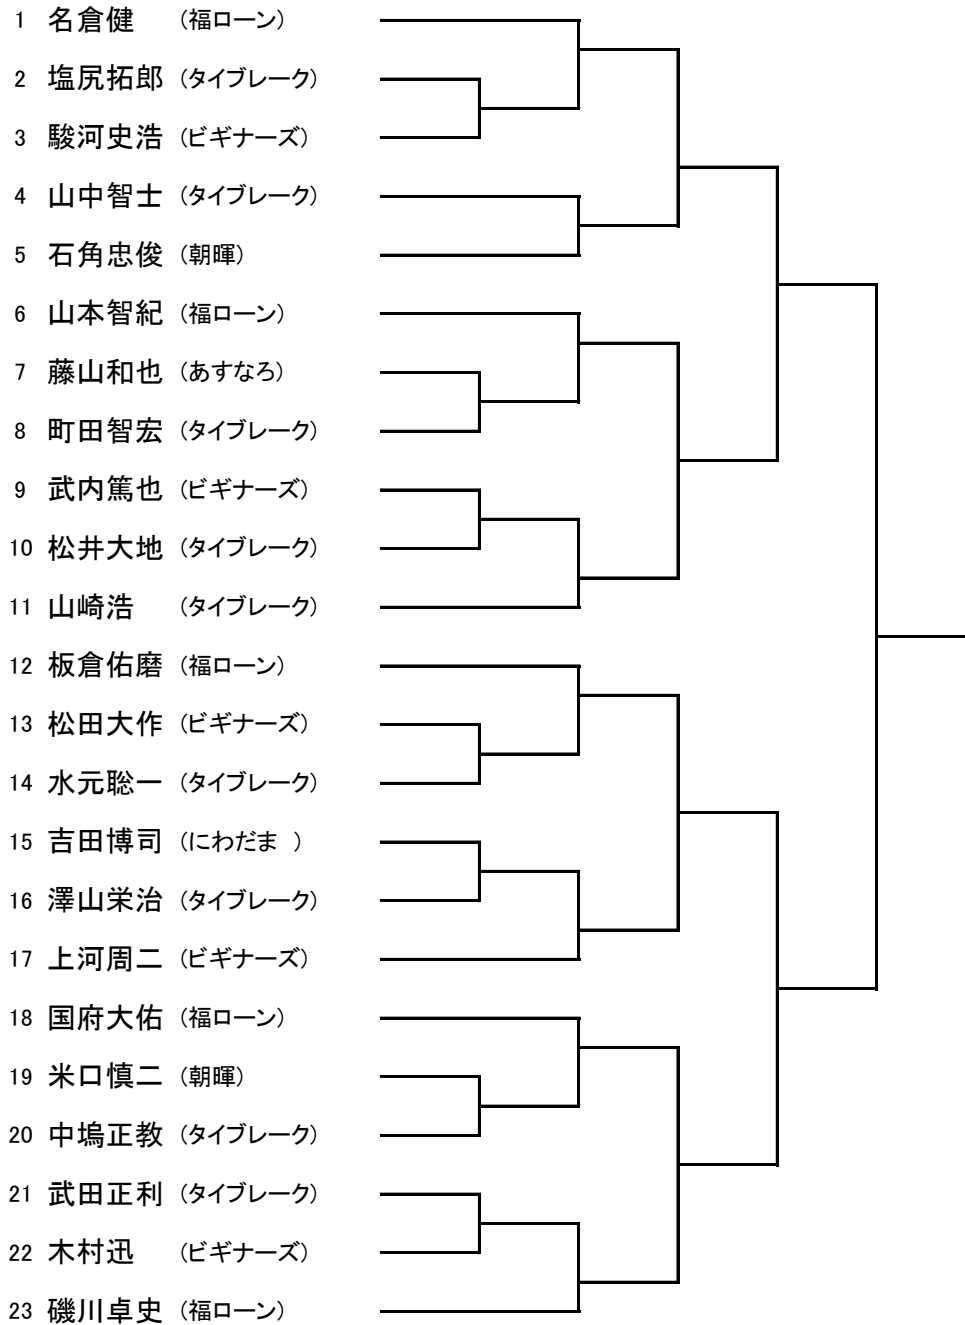 1 名倉健 (福ローン)
2 塩尻拓郎 (タイブレーク)
3 駿河史浩 (ビギナーズ)
4 山中智士 (タイブレーク)
5 石角忠俊 (朝暉)
6 山本智紀 (福ローン)
7 藤山和也 (あすなろ)
8 町田智宏 (タイブレーク)
9 武内篤也 (ビギナーズ)
10 松井大地 (タイブレーク)
11 山崎浩 (タイブレーク)
12 板倉佑磨 (福ローン)
13 松田大作 (ビギナーズ)
14 水元聡一 (タイブレーク)
15 吉田博司 (にわだま )
16 澤山栄治 (タイブレーク)
17 上河周二 (ビギナーズ)
18 国府大佑 (福ローン)
19 米口慎二 (朝暉)
20 中塢正教 (タイブレーク)
21 武田正利 (タイブレーク)
22 木村迅 (ビギナーズ)
23 磯川卓史 (福ローン)